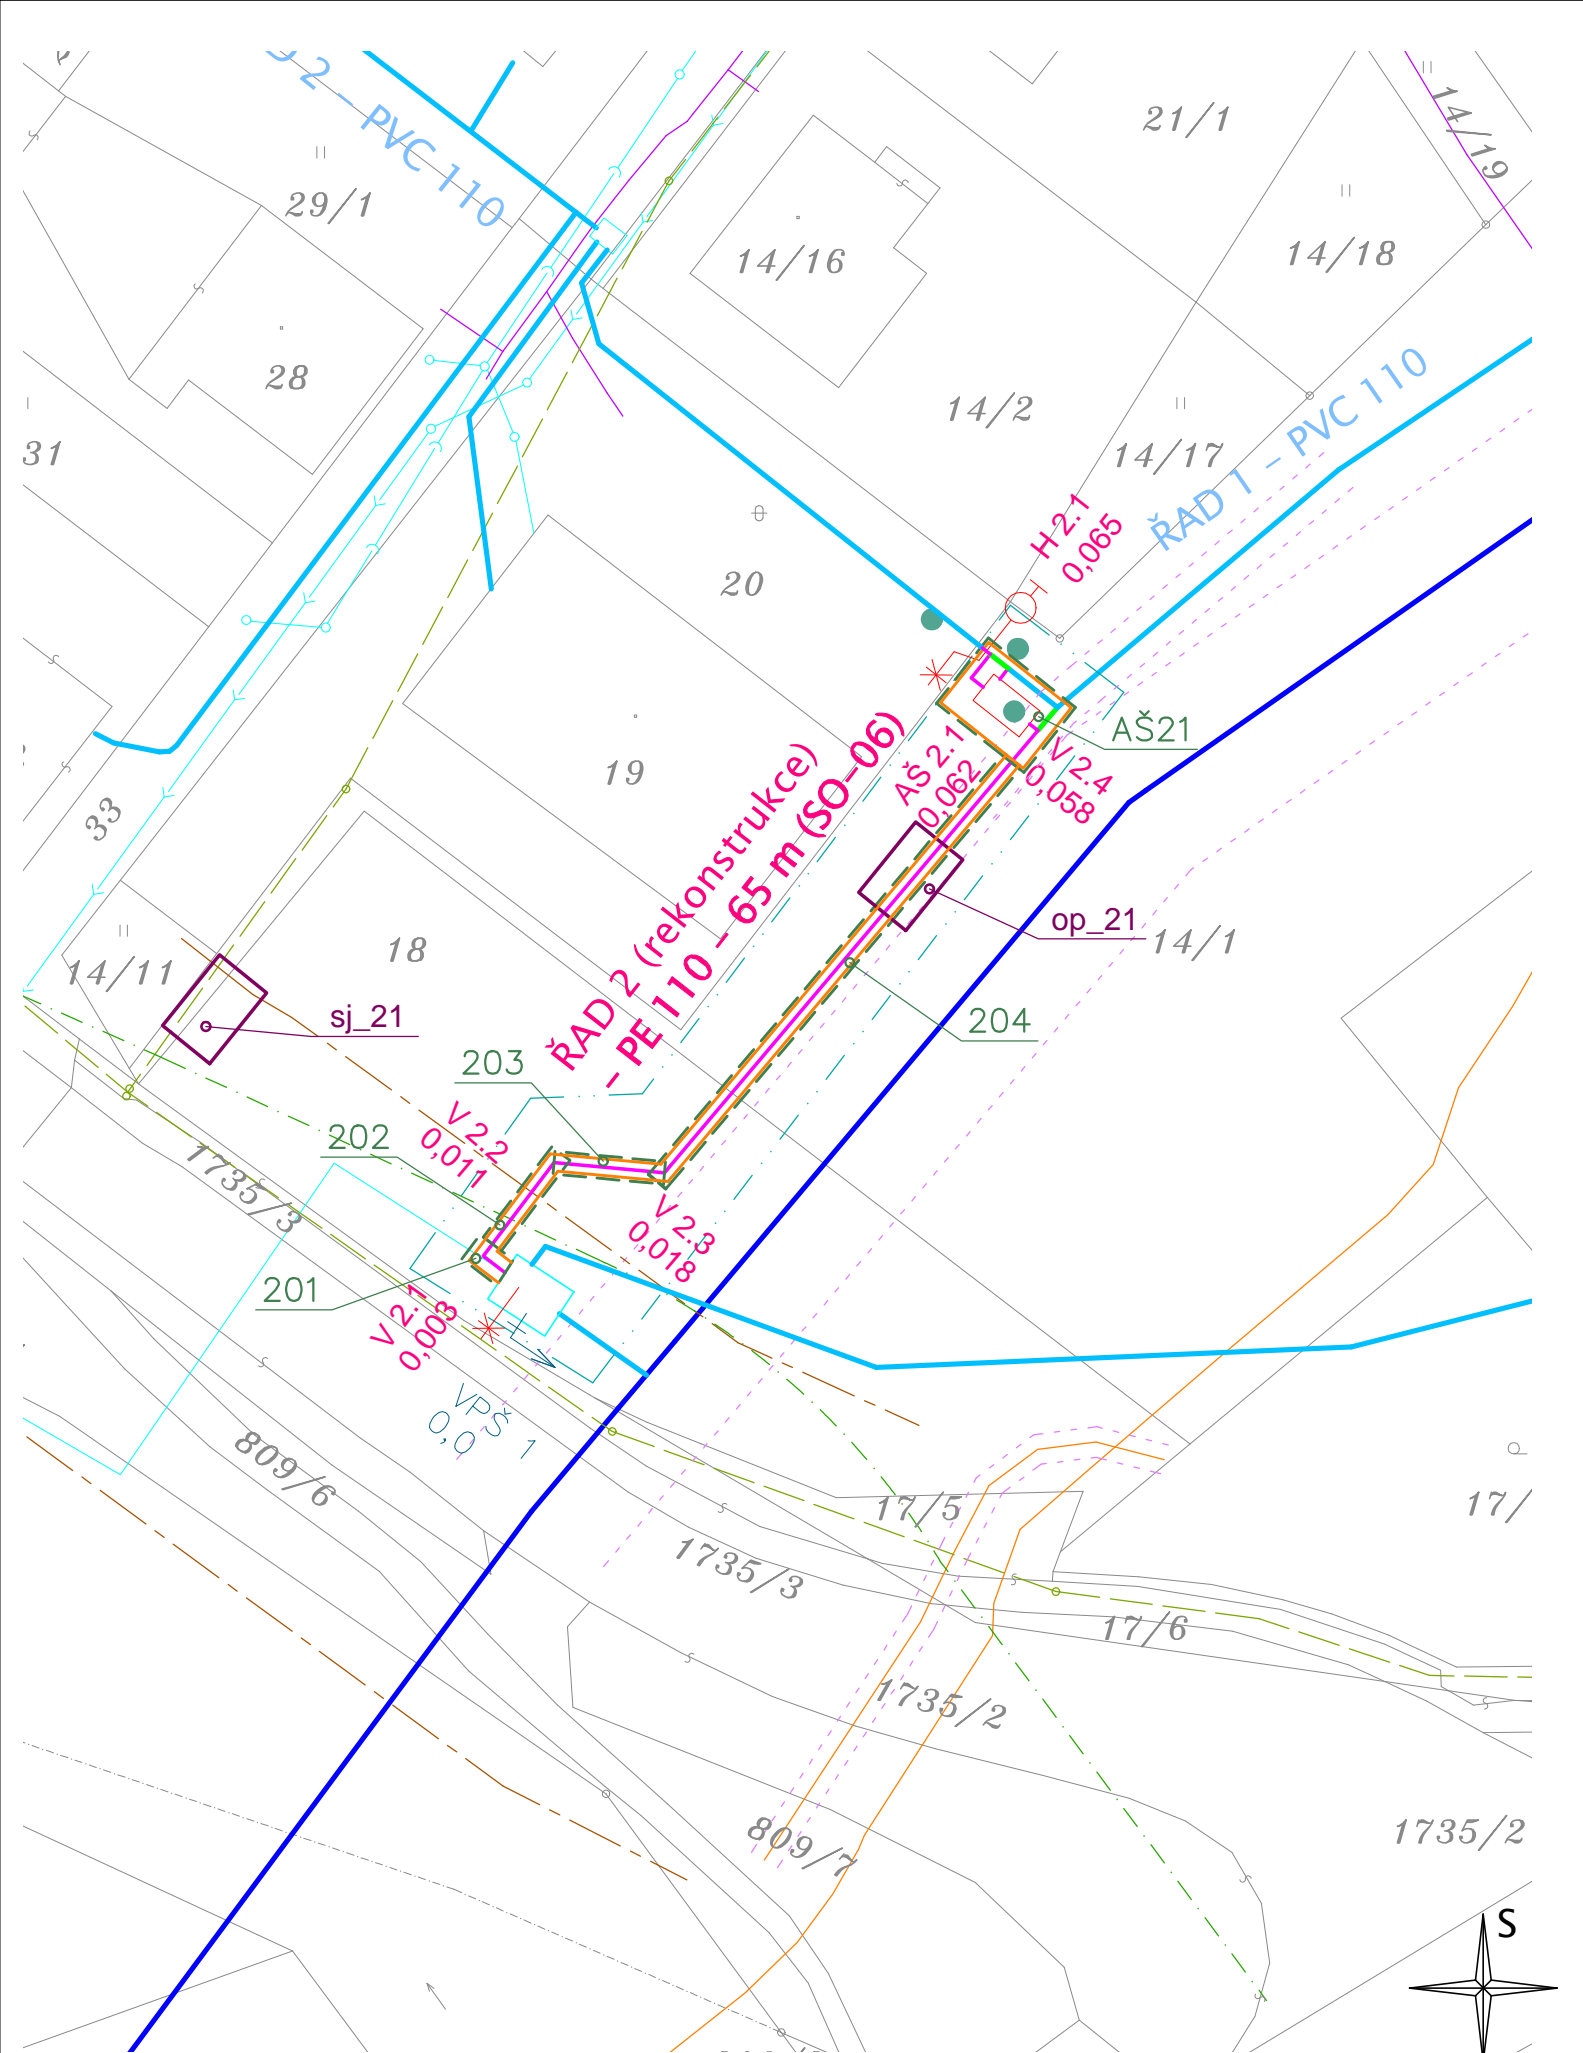 D 2 – PVC 110
29/1
21/1
14/19
14/16
14/18
28
14/2
14/17
31
ŘAD 1 – PVC 110
H 2.1
0,065
20
AŠ21
AŠ 2.1
0,062
V 2.4
0,058
19
33
ŘAD 2 (rekonstrukce)
– PE 110 – 65 m (SO–06)
op_21
14/1
18
14/11
sj_21
204
203
202
V 2.2
0,011
1735/3
V 2.3
0,018
201
V 2.1
0,003
VPŠ 1
0,0
809/6
17/5
17/
1735/3
17/6
1735/2
809/7
1735/2
S